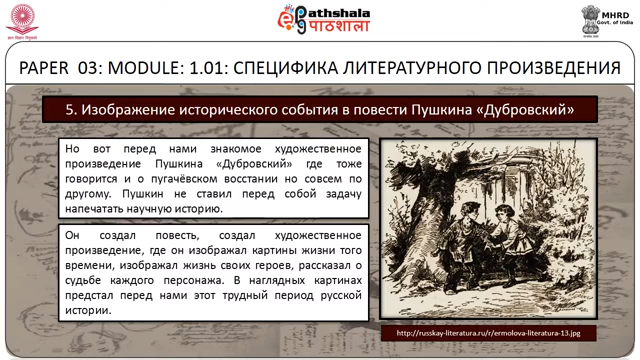 Pathshala
पाठशाला
MHRD
Govt. of India
PAPER 03: MODULE: 1.01: СПЕЦИФИКА ЛИТЕРАТУРНОГО ПРОИЗВЕДЕНИЯ
5. Изображение исторического события в повести Пушкина «Дубровский»
Но вот перед нами знакомое художественное
произведение Пушкина «Дубровский» где тоже
говорится и о пугачёвском восстании но совсем по
другому. Пушкин не ставил перед собой задачу
напечатать научную историю.
Он создал повесть, создал художественное
произведение, где он изображал картины жизни того
времени, изображал жизнь своих героев, рассказал о
судьбе каждого персонажа. В наглядных картинах
предстал перед нами этот трудный период русской
истории.
http://russkay-literatura.ru/r/ermolova-literatura-13.jpg